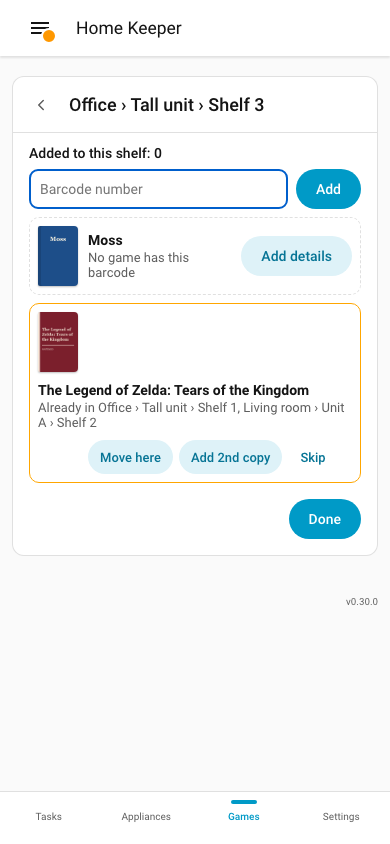 Home Keeper
Office › Tall unit › Shelf 3
Added to this shelf: 0
Barcode number
Add
Moss
Moss
No game has this
barcode
Add details
The Legend of
Zelda: Tears of
the Kingdom
The Legend of Zelda: Tears of the Kingdom
Already in Office › Tall unit › Shelf 1, Living room › Unit
A › Shelf 2
Move here
Add 2nd copy
Skip
Done
v0.30.0
Tasks
Appliances
Games
Settings